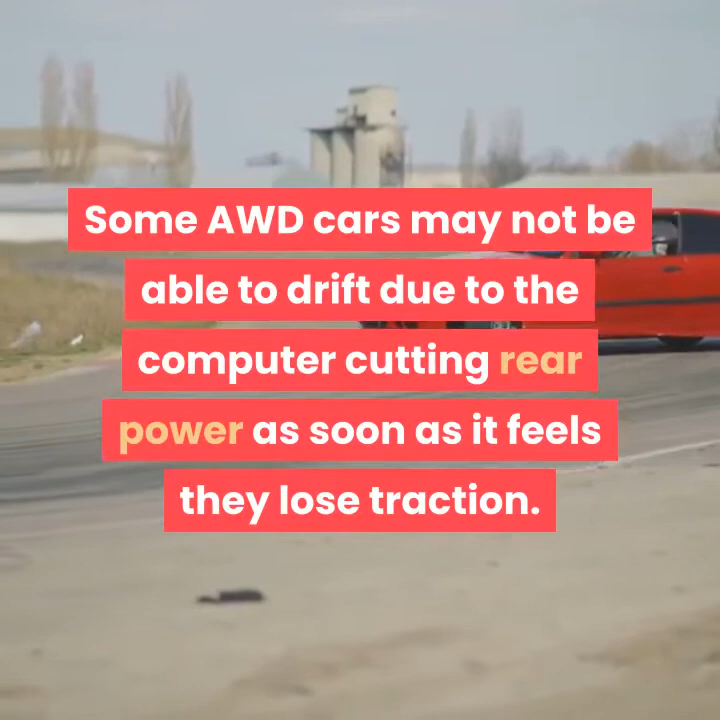 Some AWD cars may not be
able to drift due to the
computer cutting rear
power as soon as it feels
they lose traction.